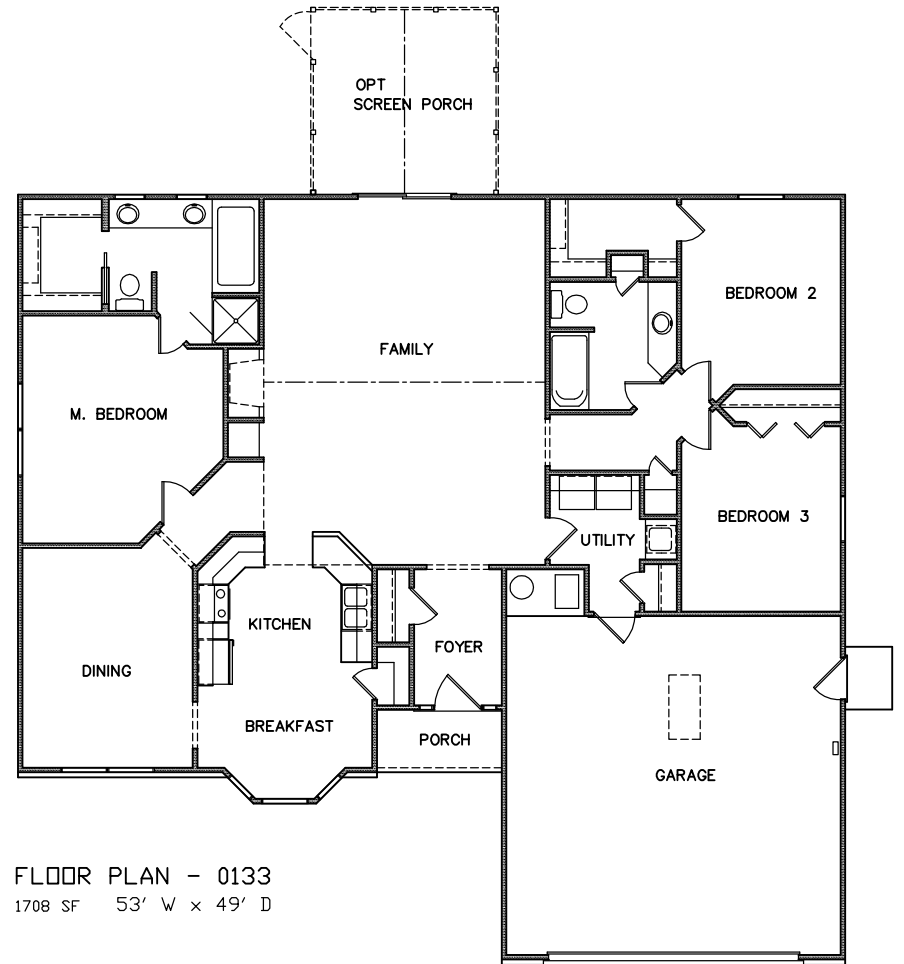 OPT
SCREEN PORCH
BEDROOM 2
FAMILY
M. BEDROOM
BEDROOM 3
UTILITY
KITCHEN
FOYER
DINING
BREAKFAST
PORCH
GARAGE
FLOOR PLAN - 0133
1708 SF 53' W x 49' D